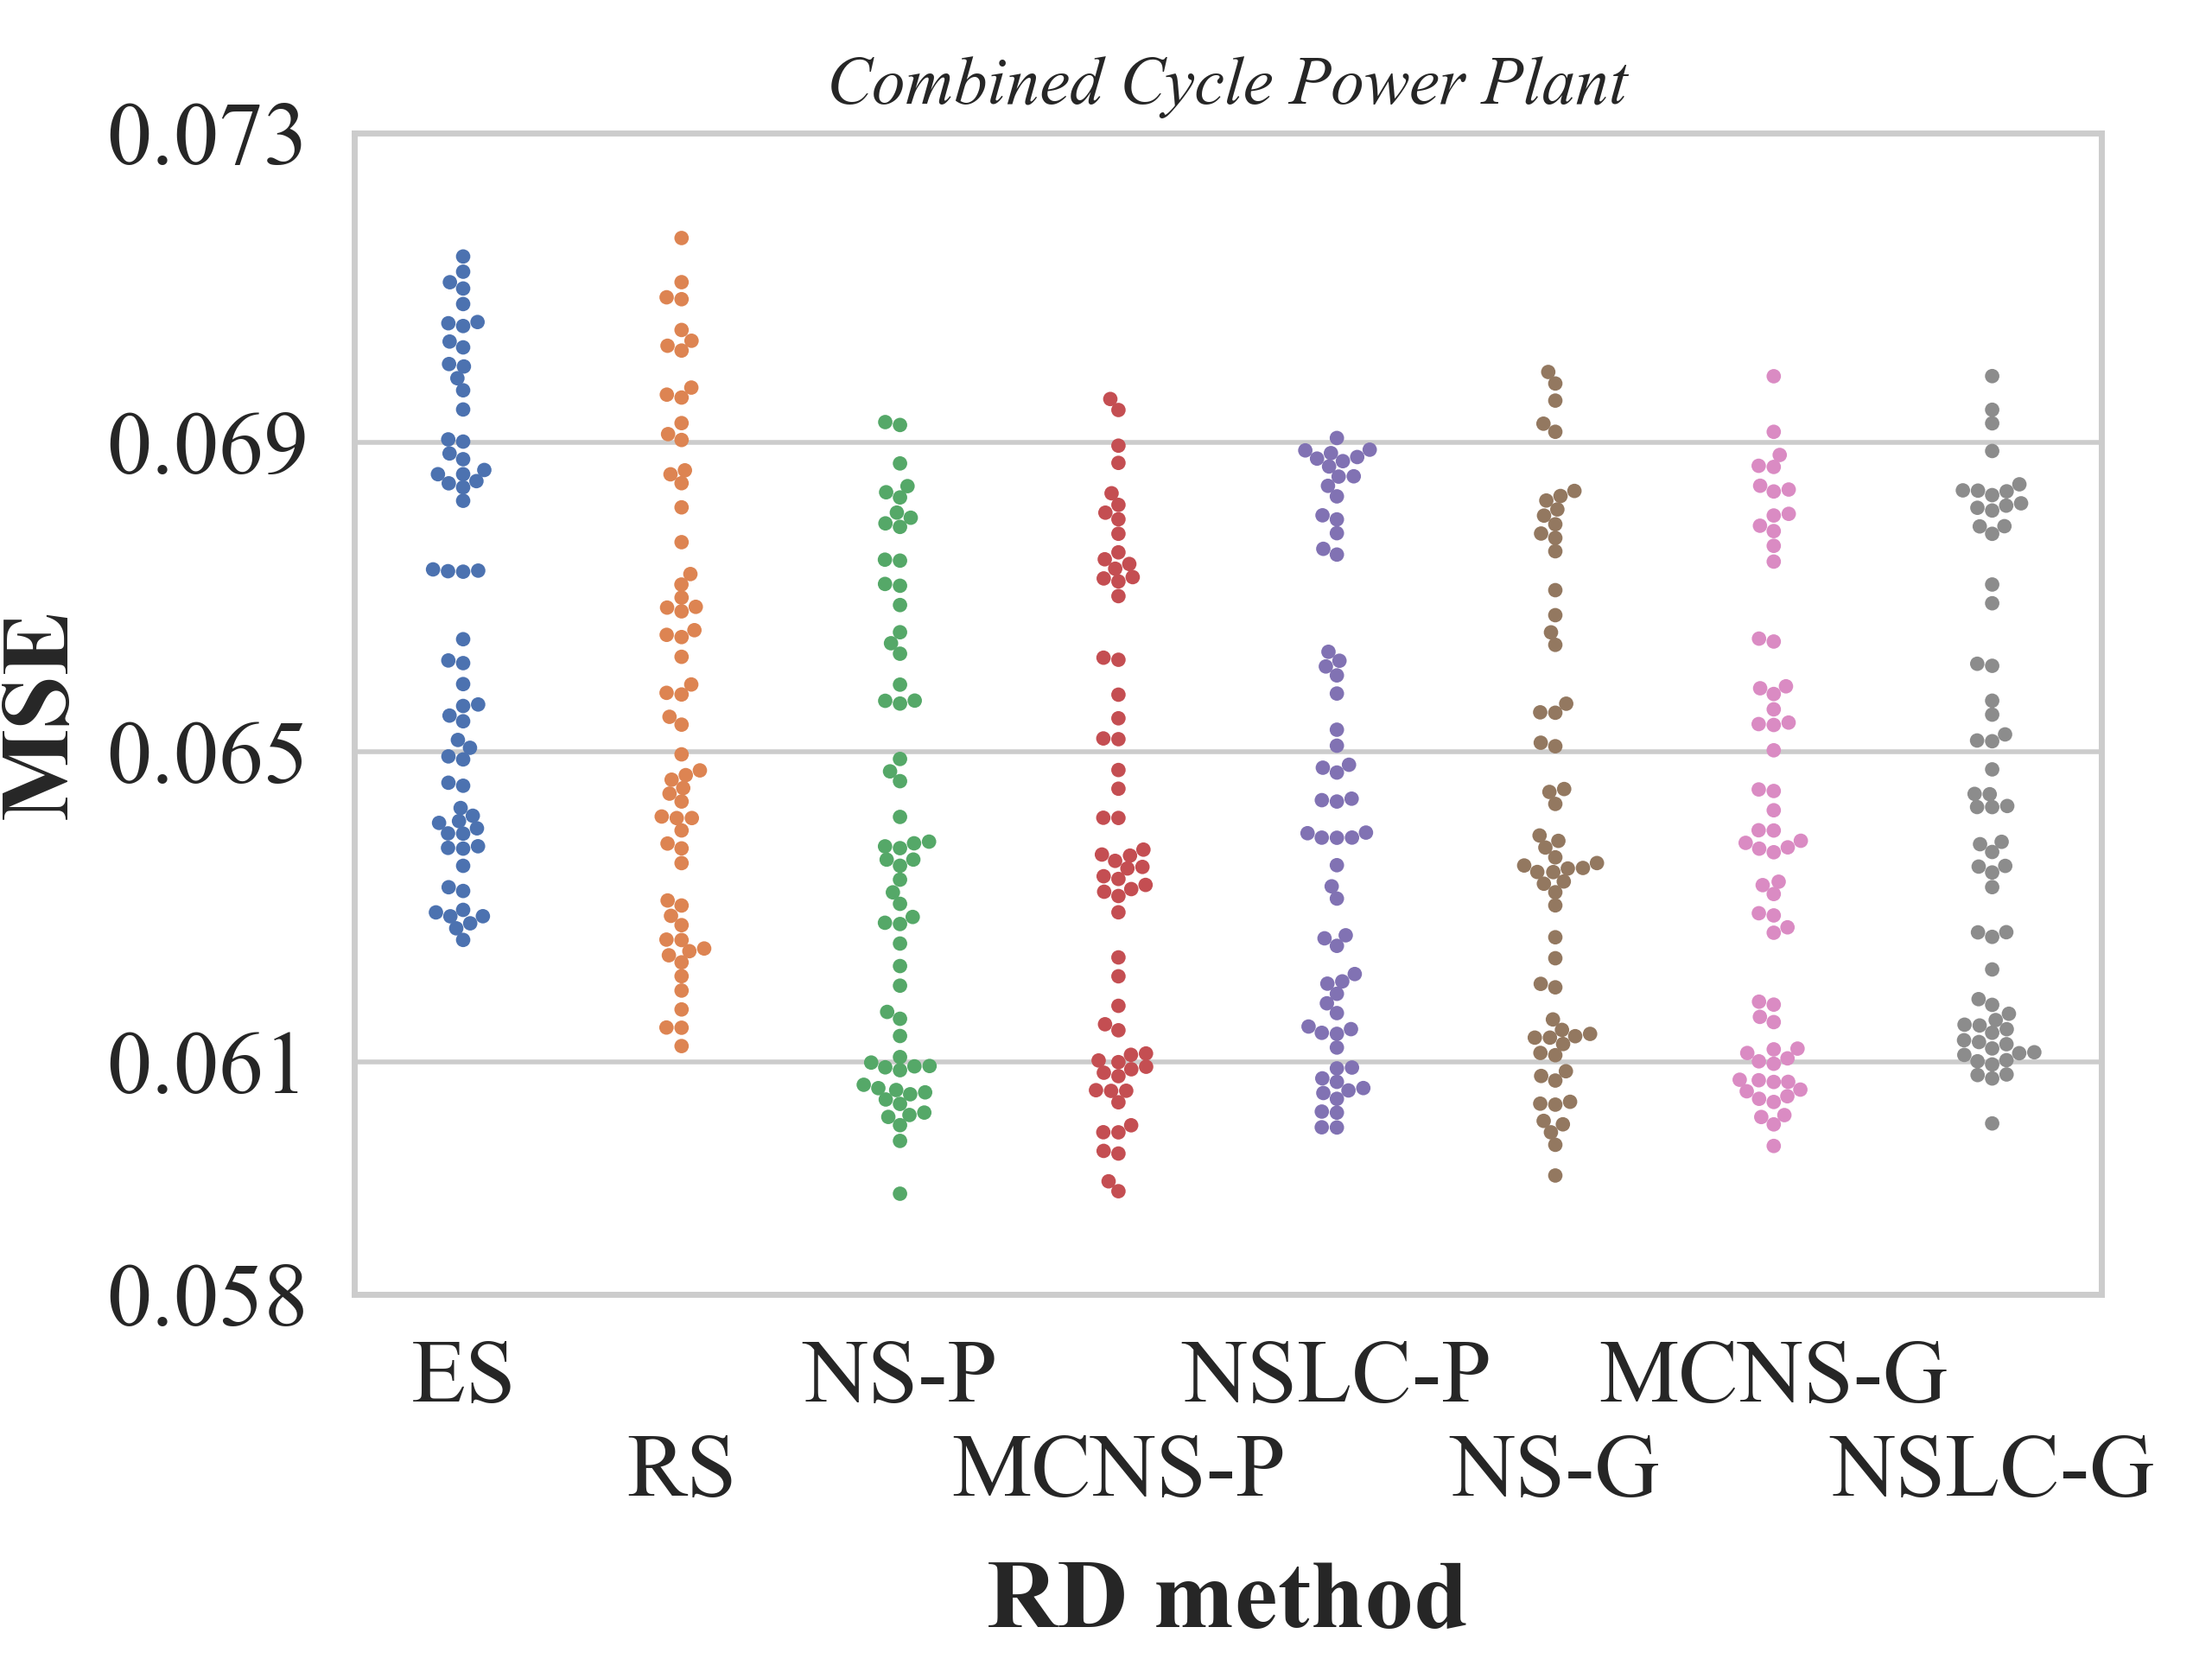 Combined Cycle Power Plant
0.073
0.069
0.065
0.061
0.058
MSE
ES NS-P NSLC-P MCNS-G
RS MCNS-P NS-G NSLC-G
RD method